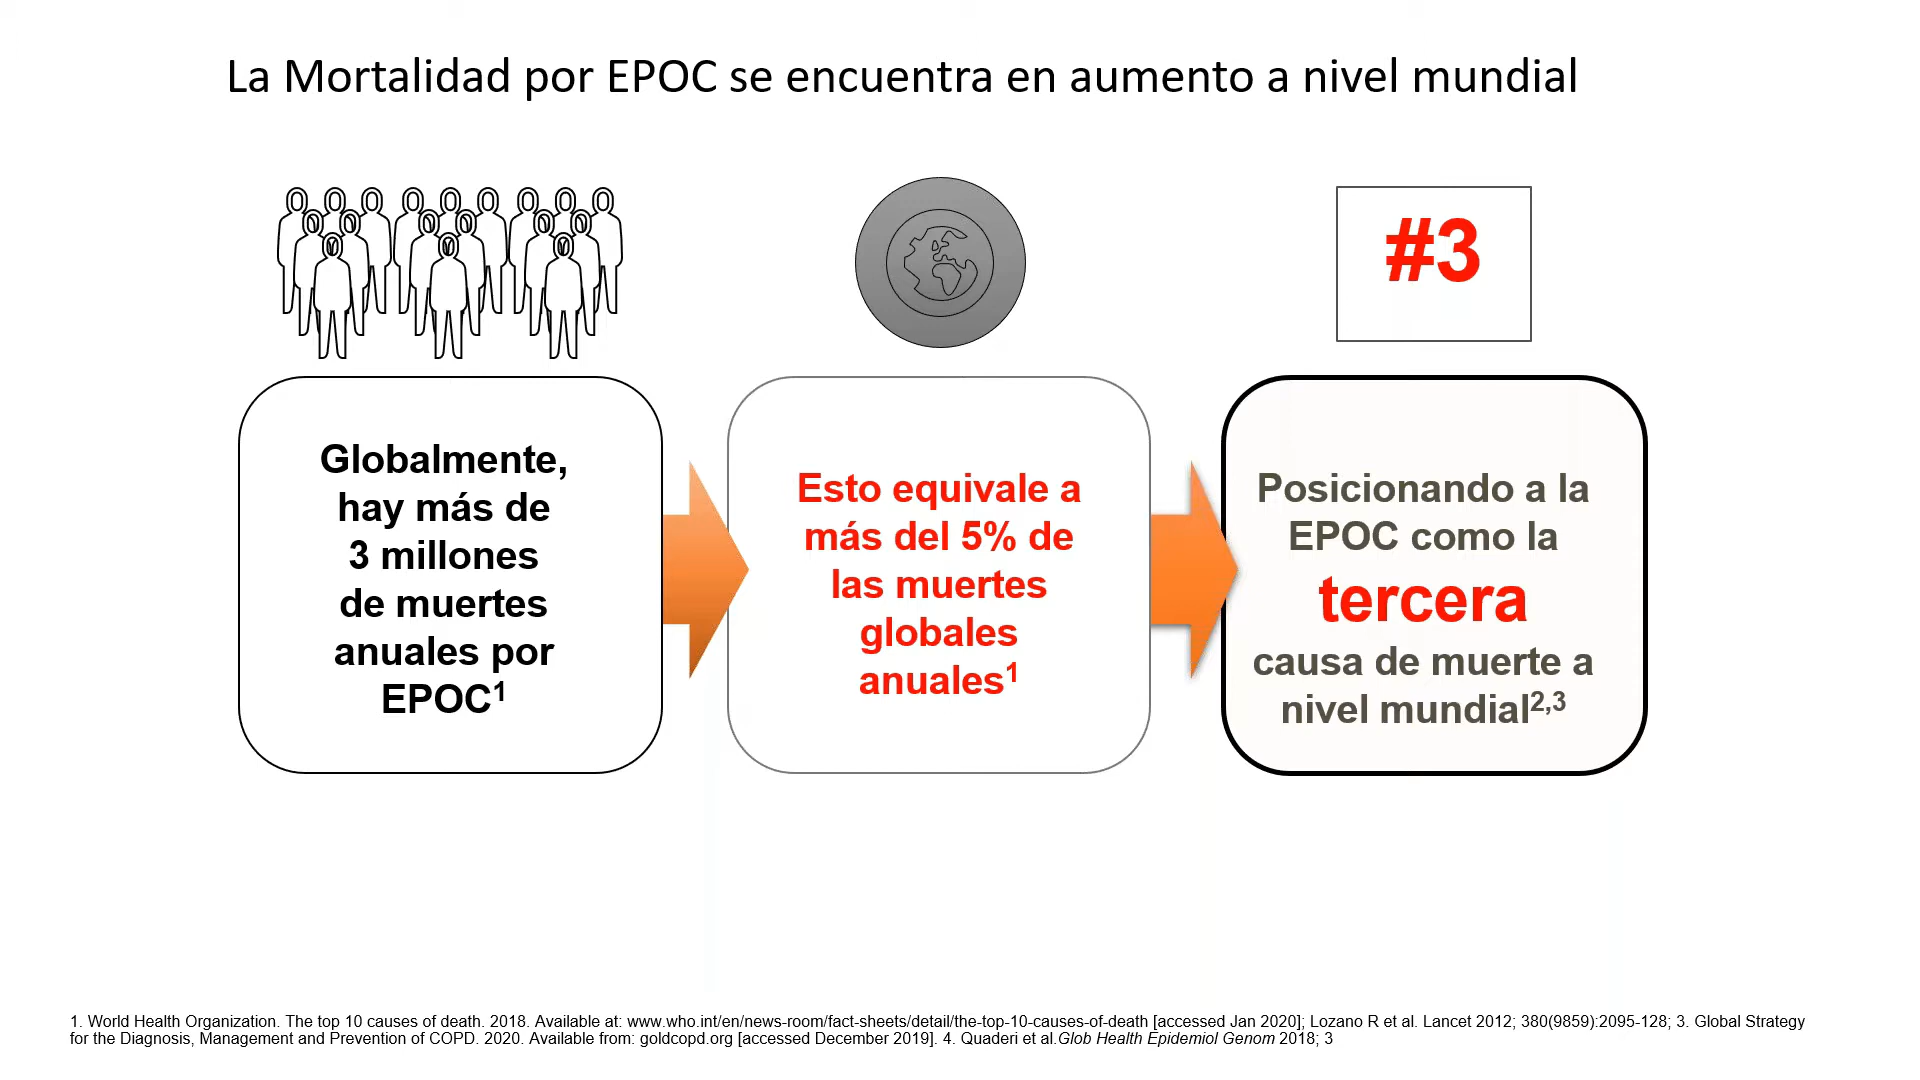 La Mortalidad por EPOC se encuentra en aumento a nivel mundial
#3
Globalmente,
hay más de
3 millones
de muertes
anuales por
EPOC1
Esto equivale a
más del 5% de
las muertes
globales
anuales1
Posicionando a la
EPOC como la
tercera
causa de muerte a
nivel mundial2,3
1. World Health Organization. The top 10 causes of death. 2018. Available at: www.who.int/en/news-room/fact-sheets/detail/the-top-10-causes-of-death [accessed Jan 2020]; Lozano R et al. Lancet 2012; 380(9859):2095-128; 3. Global Strategy
for the Diagnosis, Management and Prevention of COPD. 2020. Available from: goldcopd.org [accessed December 2019]. 4. Quaderi et al.Glob Health Epidemiol Genom 2018; 3